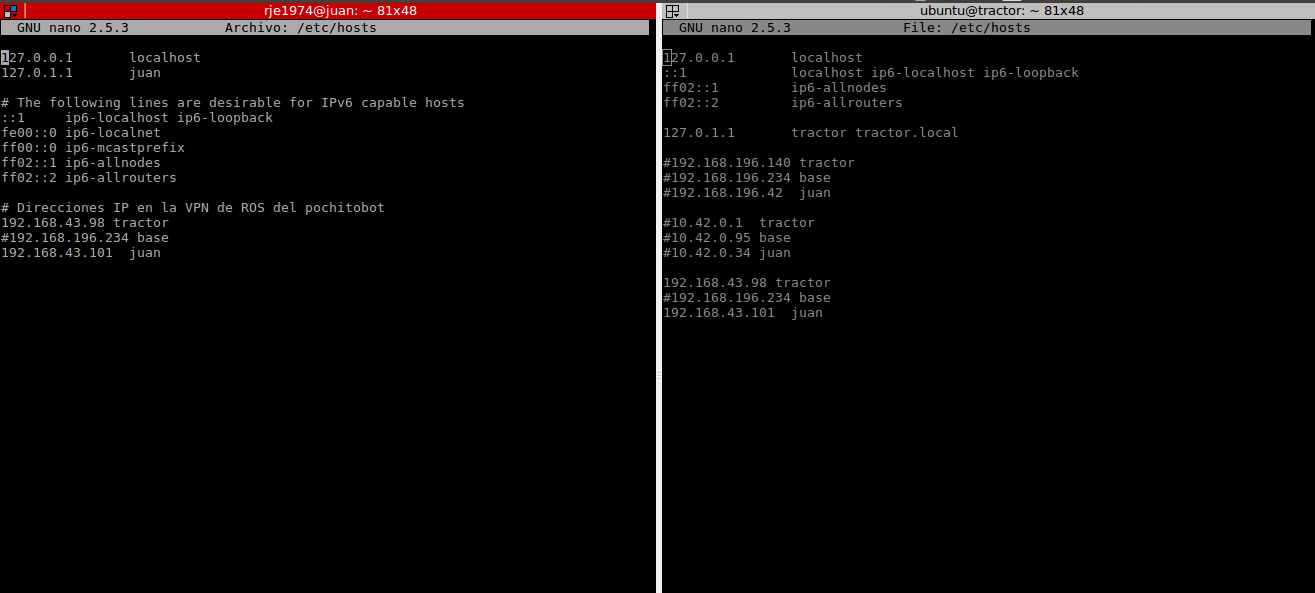 rje1974@juan: ~ 81x48
GNU nano 2.5.3 Archivo: /etc/hosts
127.0.0.1 localhost
127.0.1.1 juan
# The following lines are desirable for IPv6 capable hosts
::1 ip6-localhost ip6-loopback
fe00::0 ip6-localnet
ff00::0 ip6-mcastprefix
ff02::1 ip6-allnodes
ff02::2 ip6-allrouters
# Direcciones IP en la VPN de ROS del pochitobot
192.168.43.98 tractor
#192.168.196.234 base
192.168.43.101 juan
ubuntu@tractor: ~ 81x48
GNU nano 2.5.3 File: /etc/hosts
127.0.0.1 localhost
::1 localhost ip6-localhost ip6-loopback
ff02::1 ip6-allnodes
ff02::2 ip6-allrouters
127.0.1.1 tractor tractor.local
#192.168.196.140 tractor
#192.168.196.234 base
#192.168.196.42 juan
#10.42.0.1 tractor
#10.42.0.95 base
#10.42.0.34 juan
192.168.43.98 tractor
#192.168.196.234 base
192.168.43.101 juan